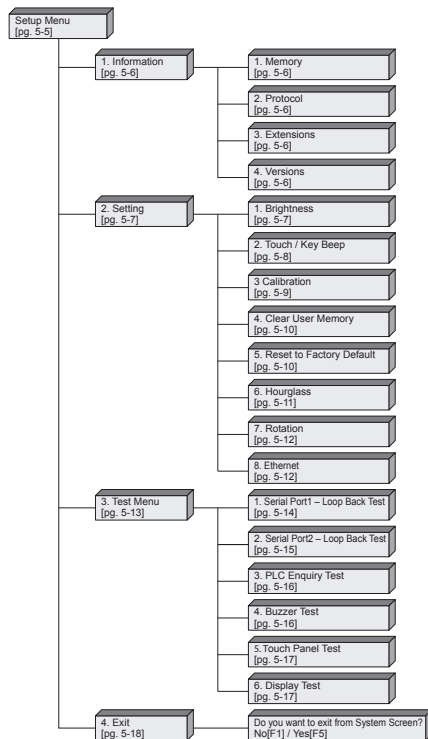 Setup Menu
[pg. 5-5]
1. Information
[pg. 5-6]
1. Memory
[pg. 5-6]
2. Protocol
[pg. 5-6]
3. Extensions
[pg. 5-6]
4. Versions
[pg. 5-6]
2. Setting
[pg. 5-7]
1. Brightness
[pg. 5-7]
2. Touch / Key Beep
[pg. 5-8]
3 Calibration
[pg. 5-9]
4. Clear User Memory
[pg. 5-10]
5. Reset to Factory Default
[pg. 5-10]
6. Hourglass
[pg. 5-11]
7. Rotation
[pg. 5-12]
8. Ethernet
[pg. 5-12]
3. Test Menu
[pg. 5-13]
1. Serial Port1 – Loop Back Test
[pg. 5-14]
2. Serial Port2 – Loop Back Test
[pg. 5-15]
3. PLC Enquiry Test
[pg. 5-16]
4. Buzzer Test
[pg. 5-16]
5.Touch Panel Test
[pg. 5-17]
6. Display Test
[pg. 5-17]
4. Exit
[pg. 5-18]
Do you want to exit from System Screen?
No[F1] / Yes[F5]